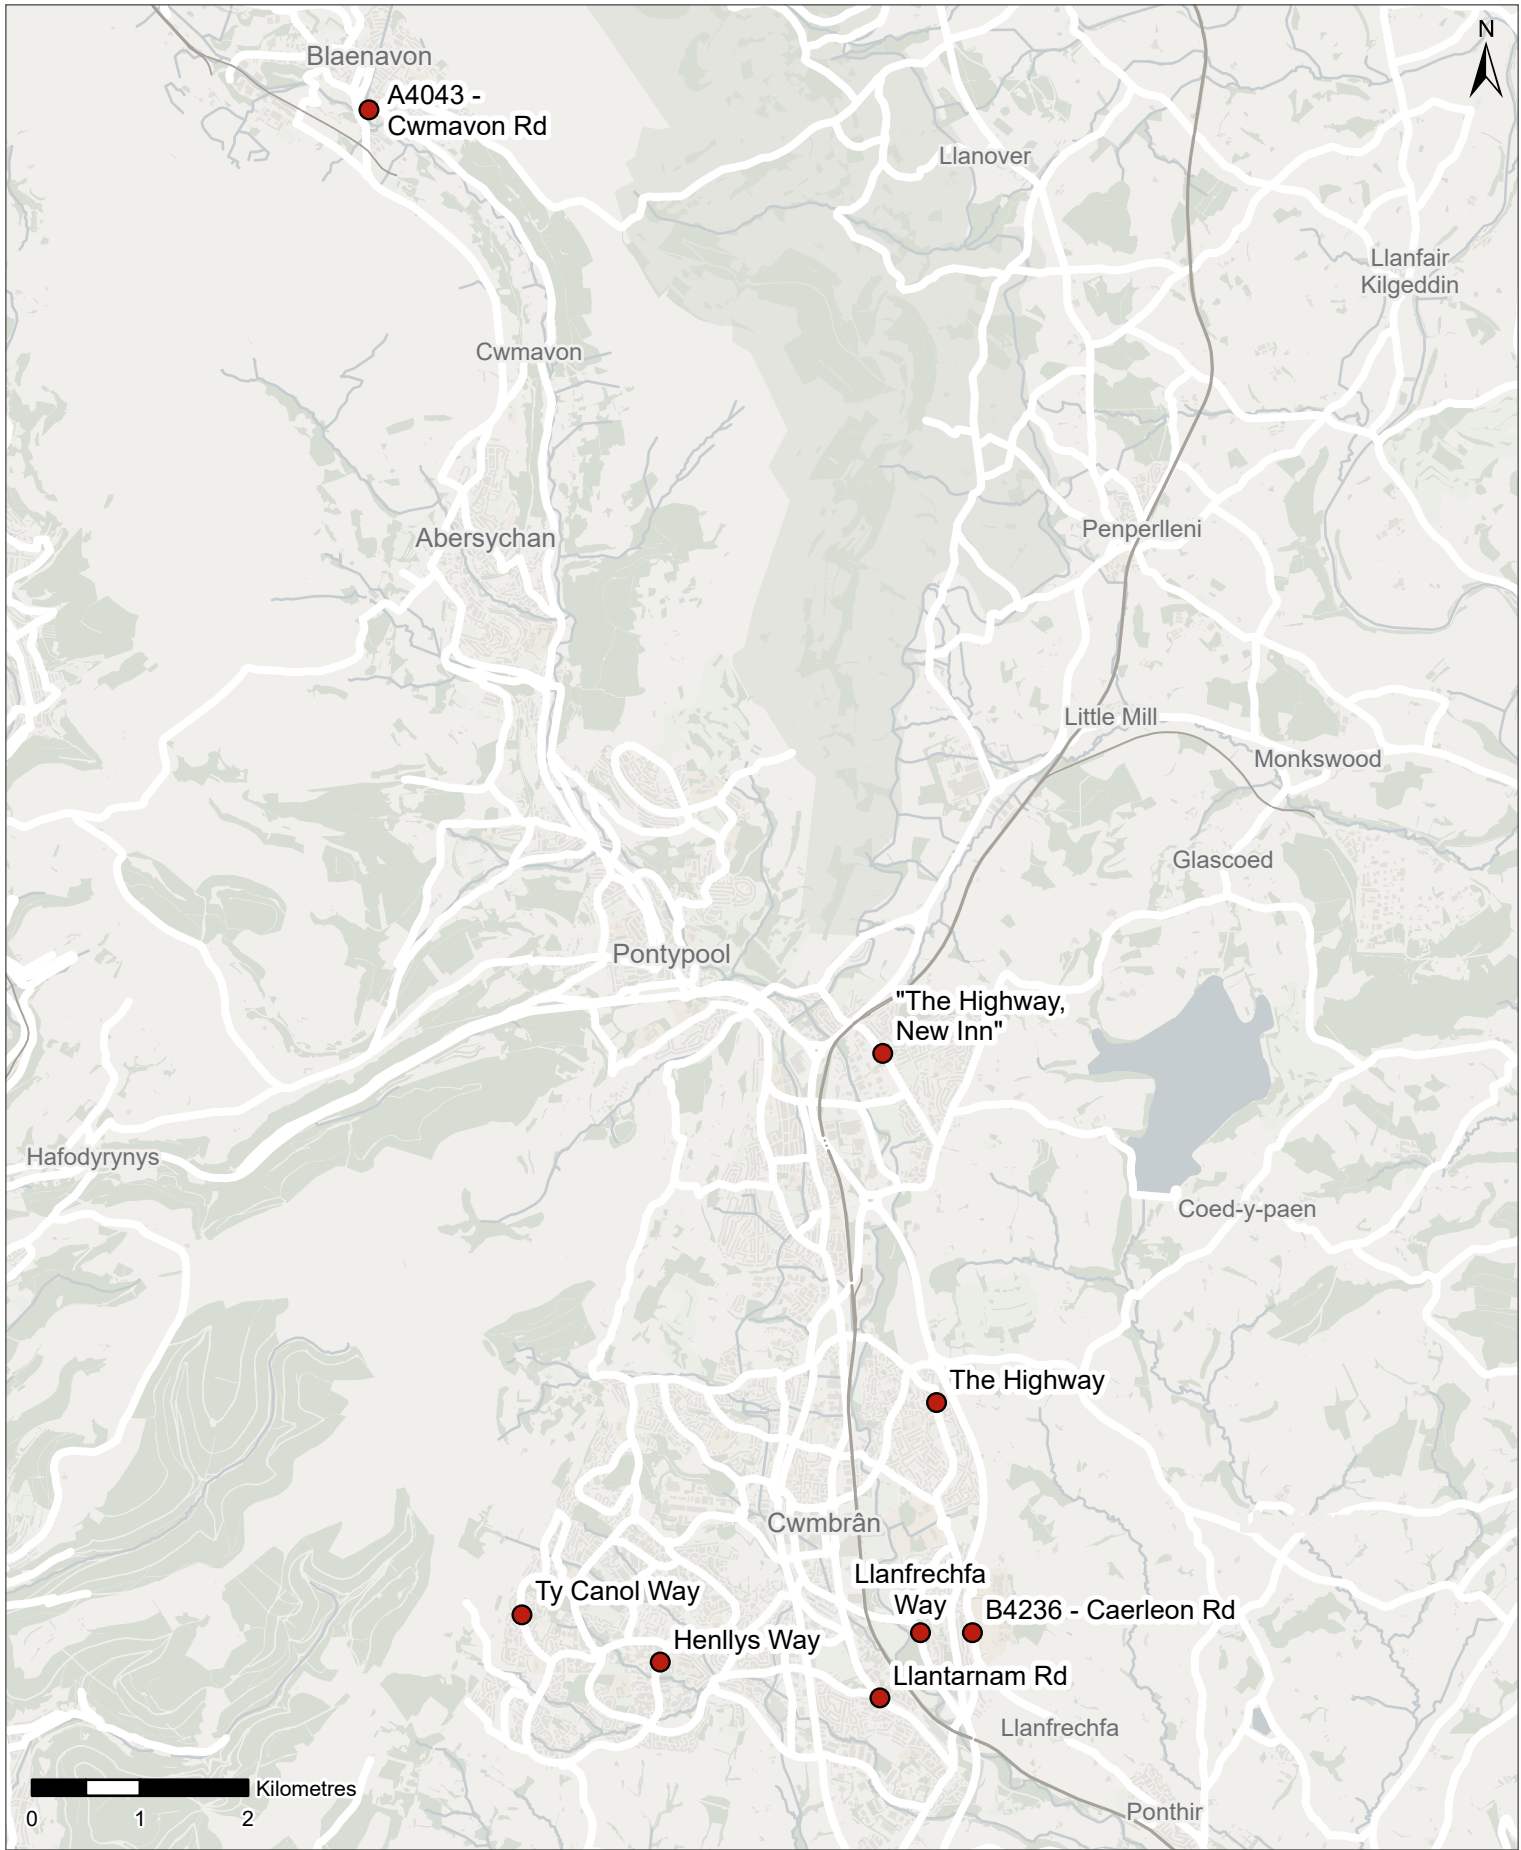 N
Blaenavon
A4043 -
Cwmavon Rd
Llanover
Llanfair
Kilgeddin
Cwmavon
Penperlleni
Abersychan
Little Mill
Monkswood
Glascoed
Pontypool
"The Highway,
New Inn"
Hafodyrynys
Coed-y-paen
The Highway
Cwmbrân
Llanfrechfa
Way
Ty Canol Way
B4236 - Caerleon Rd
Henllys Way
Llantarnam Rd
Llanfrechfa
Kilometres
0 1 2
Ponthir